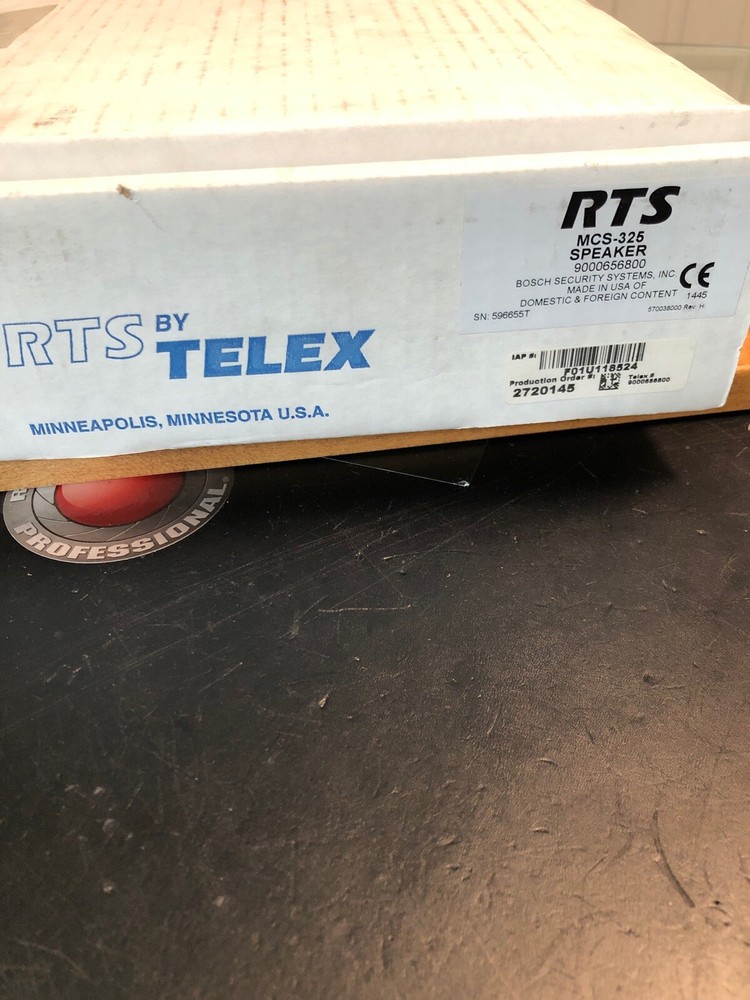 RTS BY
TELEX
MINNEAPOLIS, MINNESOTA U.S.A.
RTS
MCS-325
SPEAKER
9000656800
BOSCH SECURITY SYSTEMS, INC.
MADE IN USA OF
DOMESTIC & FOREIGN CONTENT
CE
1445
SN: 596655T
570038000 Rev: H
IAP #:
F01U118524
Production Order #:
2720145
Telex #
9000656800
PROFESSIONAL